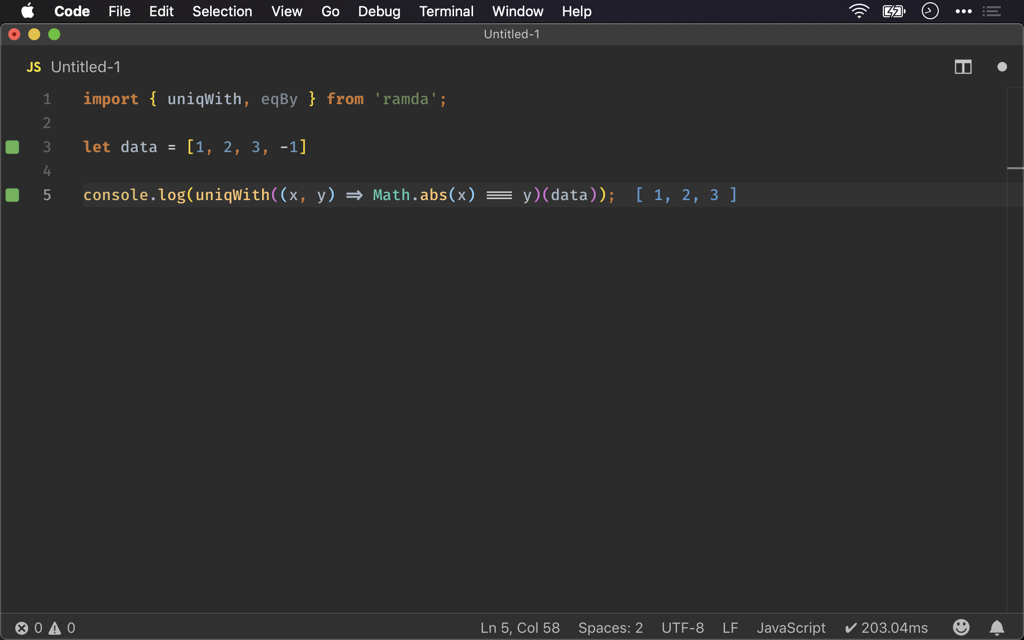 Code File Edit Selection View Go Debug Terminal Window Help
Untitled-1
JS Untitled-1
1 import { uniqWith, eqBy } from 'ramda';
2
3 let data = [1, 2, 3, -1]
4
5 console.log(uniqWith((x, y) => Math.abs(x) === y)(data)); [ 1, 2, 3 ]
0 0 Ln 5, Col 58 Spaces: 2 UTF-8 LF JavaScript ✔ 203.04ms